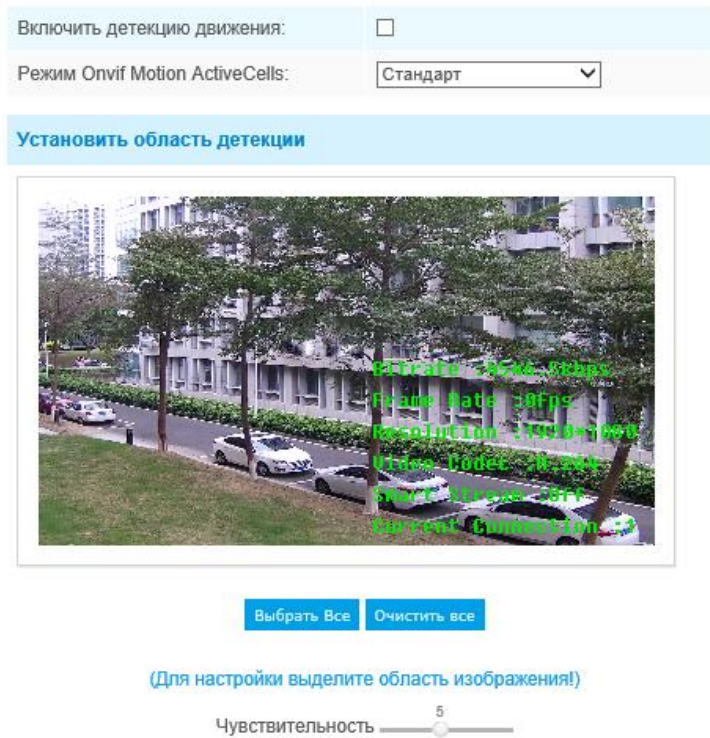 Включить детекцию движения:
Режим Onvif Motion ActiveCells: Стандарт
Установить область детекции
Bitrate :9546.5kbps
Frame Rate :0fps
Resolution :1920*1080
Video Codec :H.264
Smart Stream :OFF
Current Connection :1
Выбрать Все Очистить все
(Для настройки выделите область изображения!)
5
Чувствительность